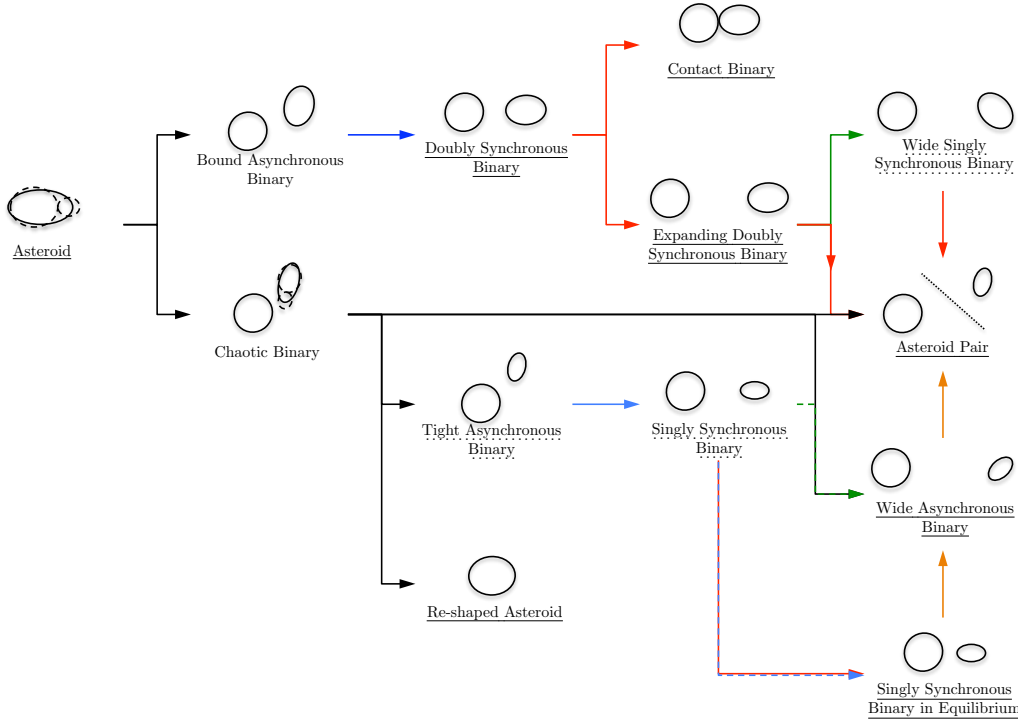 Contact Binary
Bound Asynchronous
Binary
Doubly Synchronous
Binary
Wide Singly
Synchronous Binary
Asteroid
Expanding Doubly
Synchronous Binary
Chaotic Binary
Asteroid Pair
Tight Asynchronous
Binary
Singly Synchronous
Binary
Wide Asynchronous
Binary
Re-shaped Asteroid
Singly Synchronous
Binary in Equilibrium